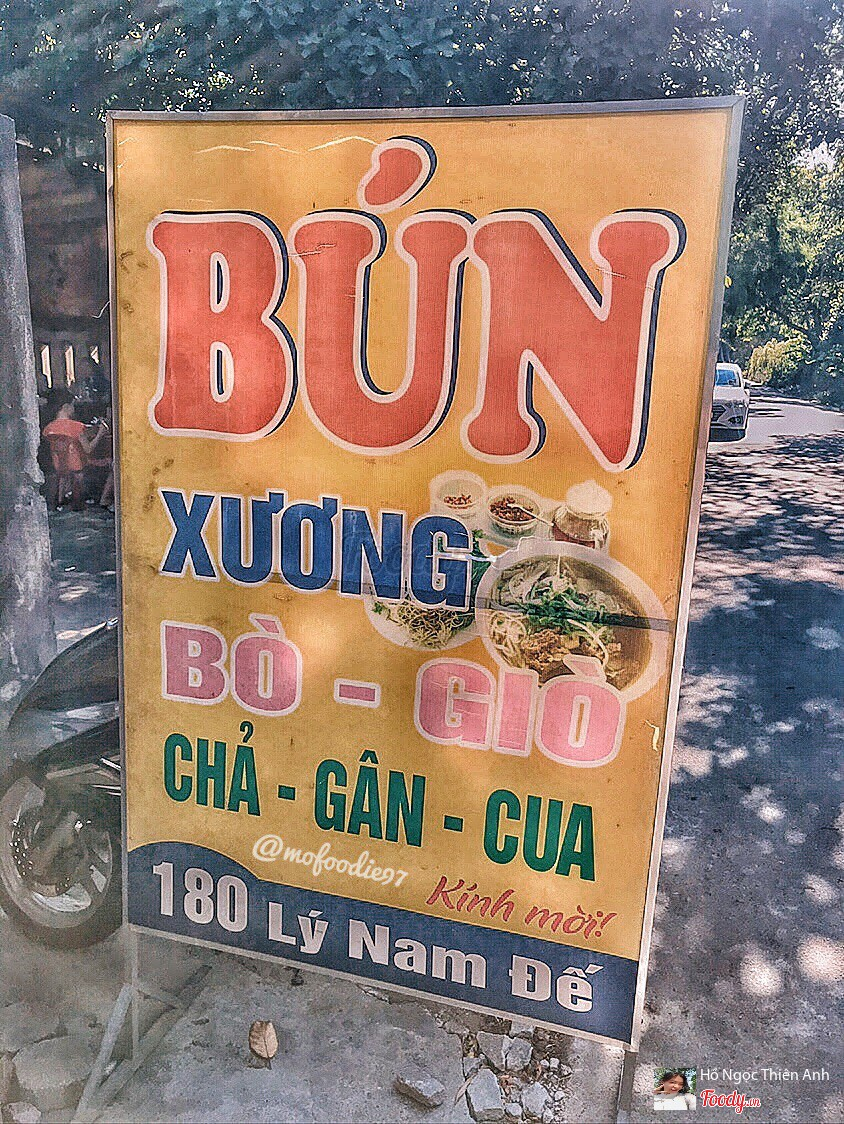 BÚN
XƯƠNG
BÒ - GIÒ
CHẢ - GÂN - CUA
@mofoodie97
Kính mời!
180 Lý Nam Đế
Hồ Ngọc Thiên Anh
Foody.vn